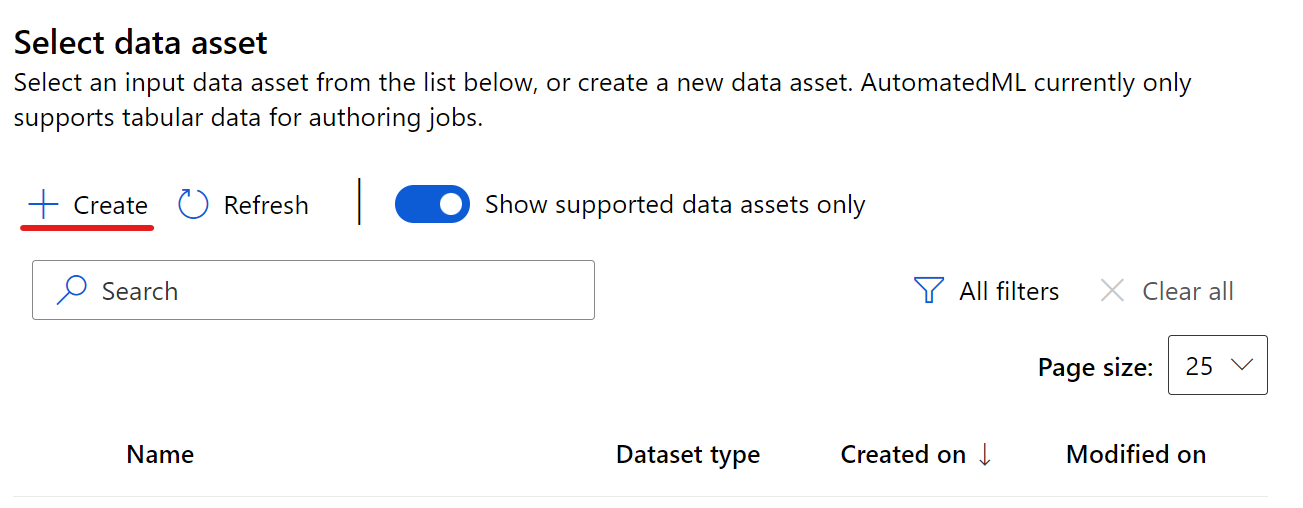 Select data asset
Select an input data asset from the list below, or create a new data asset. AutomatedML currently only
supports tabular data for authoring jobs.
Create Refresh Show supported data assets only
Search All filters Clear all
Page size: 25
Name Dataset type Created on Modified on